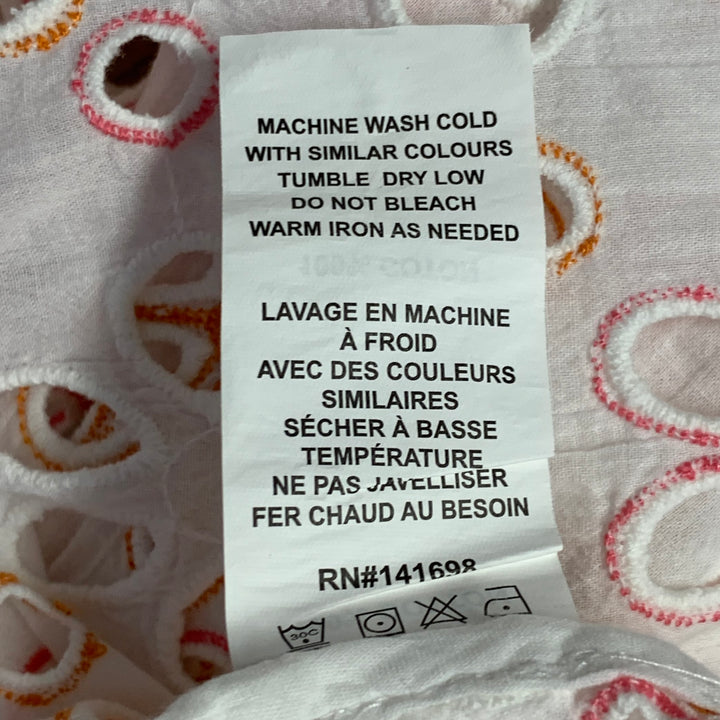 MACHINE WASH COLD
WITH SIMILAR COLOURS
TUMBLE DRY LOW
DO NOT BLEACH
WARM IRON AS NEEDED
LAVAGE EN MACHINE
À FROID
AVEC DES COULEURS
SIMILAIRES
SÉCHER À BASSE
TEMPÉRATURE
NE PAS JAVELLISER
FER CHAUD AU BESOIN
RN#141698
30C